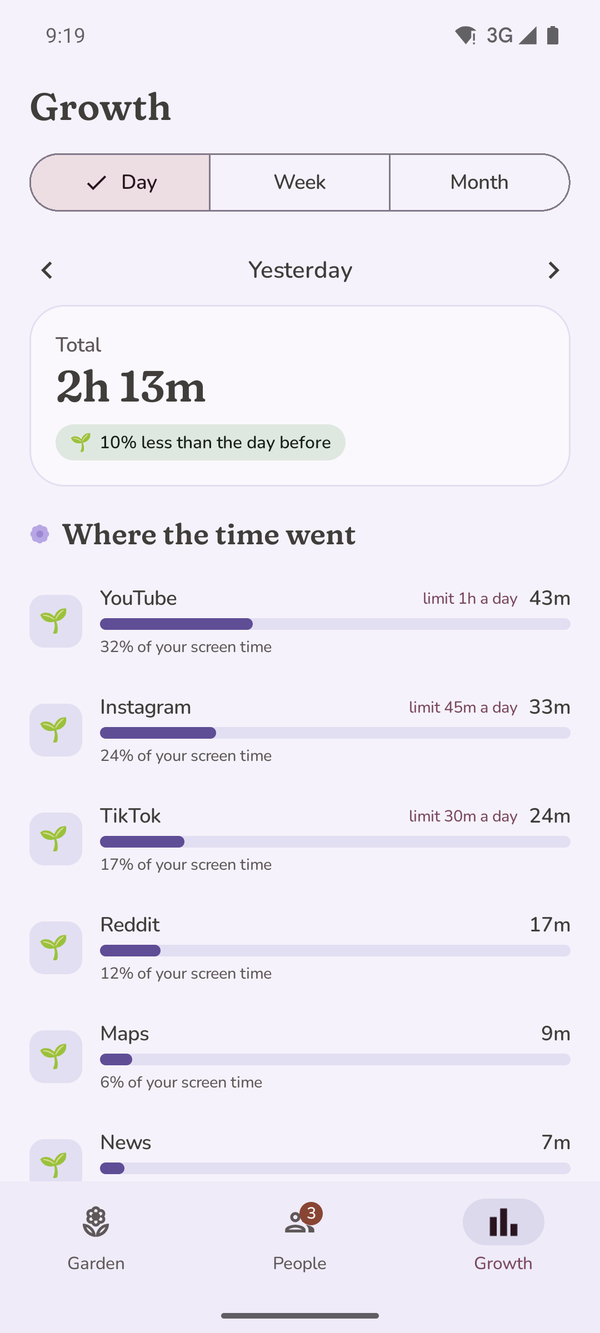 9:19
3G
Growth
Day
Week
Month
Yesterday
Total
2h 13m
10% less than the day before
Where the time went
YouTube
limit 1h a day
43m
32% of your screen time
Instagram
limit 45m a day
33m
24% of your screen time
TikTok
limit 30m a day
24m
17% of your screen time
Reddit
17m
12% of your screen time
Maps
9m
6% of your screen time
News
7m
3
Garden
People
Growth